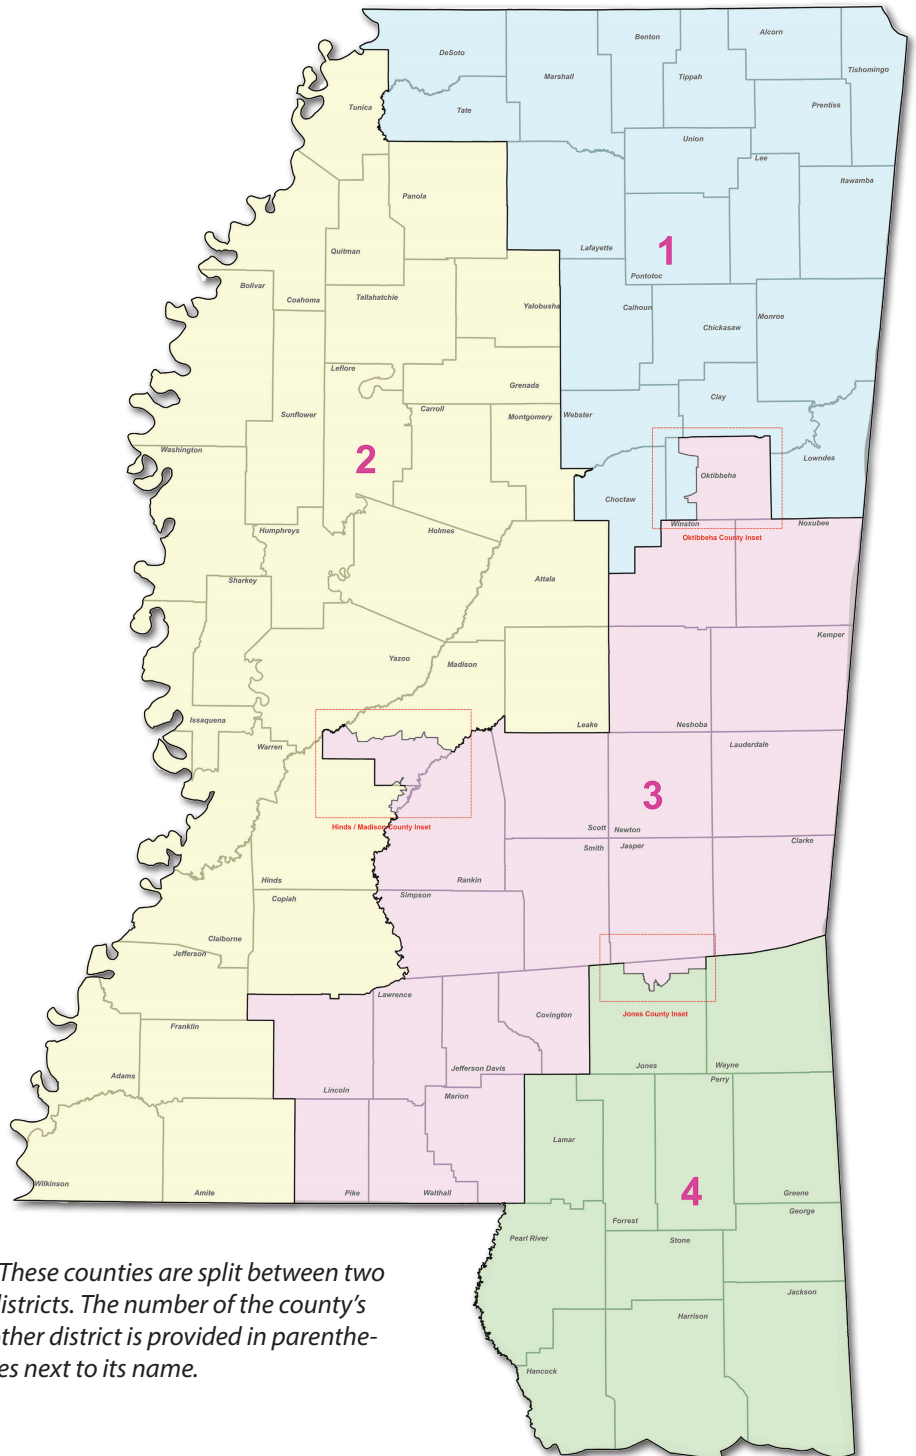 Benton
Alcorn
DeSoto
Tishomingo
Marshall
Tippah
Tunica
Tate
Prentiss
Union
Lee
Itawamba
Panola
Lafayette
1
Quitman
Pontotoc
Bolivar
Coahoma
Tallahatchie
Yalobusha
Calhoun
Monroe
Chickasaw
Leflore
Grenada
Clay
Sunflower
Carroll
Montgomery
Webster
Washington
2
Lowndes
Oktibbeha
Choctaw
Winston
Noxubee
Humphreys
Holmes
Oktibbeha County Inset
Sharkey
Attala
Kemper
Yazoo
Madison
Issaquena
Leake
Neshoba
Warren
Lauderdale
3
Hinds / Madison County Inset
Scott
Newton
Smith
Jasper
Clarke
Hinds
Rankin
Copiah
Simpson
Claiborne
Jefferson
Lawrence
Covington
Jones County Inset
Franklin
Adams
Jefferson Davis
Jones
Wayne
Lincoln
Marion
Perry
Lamar
Wilkinson
Amite
Pike
Walthall
4
Greene
George
Forrest
Pearl River
Stone
Jackson
Harrison
Hancock
These counties are split between two
districts. The number of the county's
other district is provided in parenthe-
es next to its name.